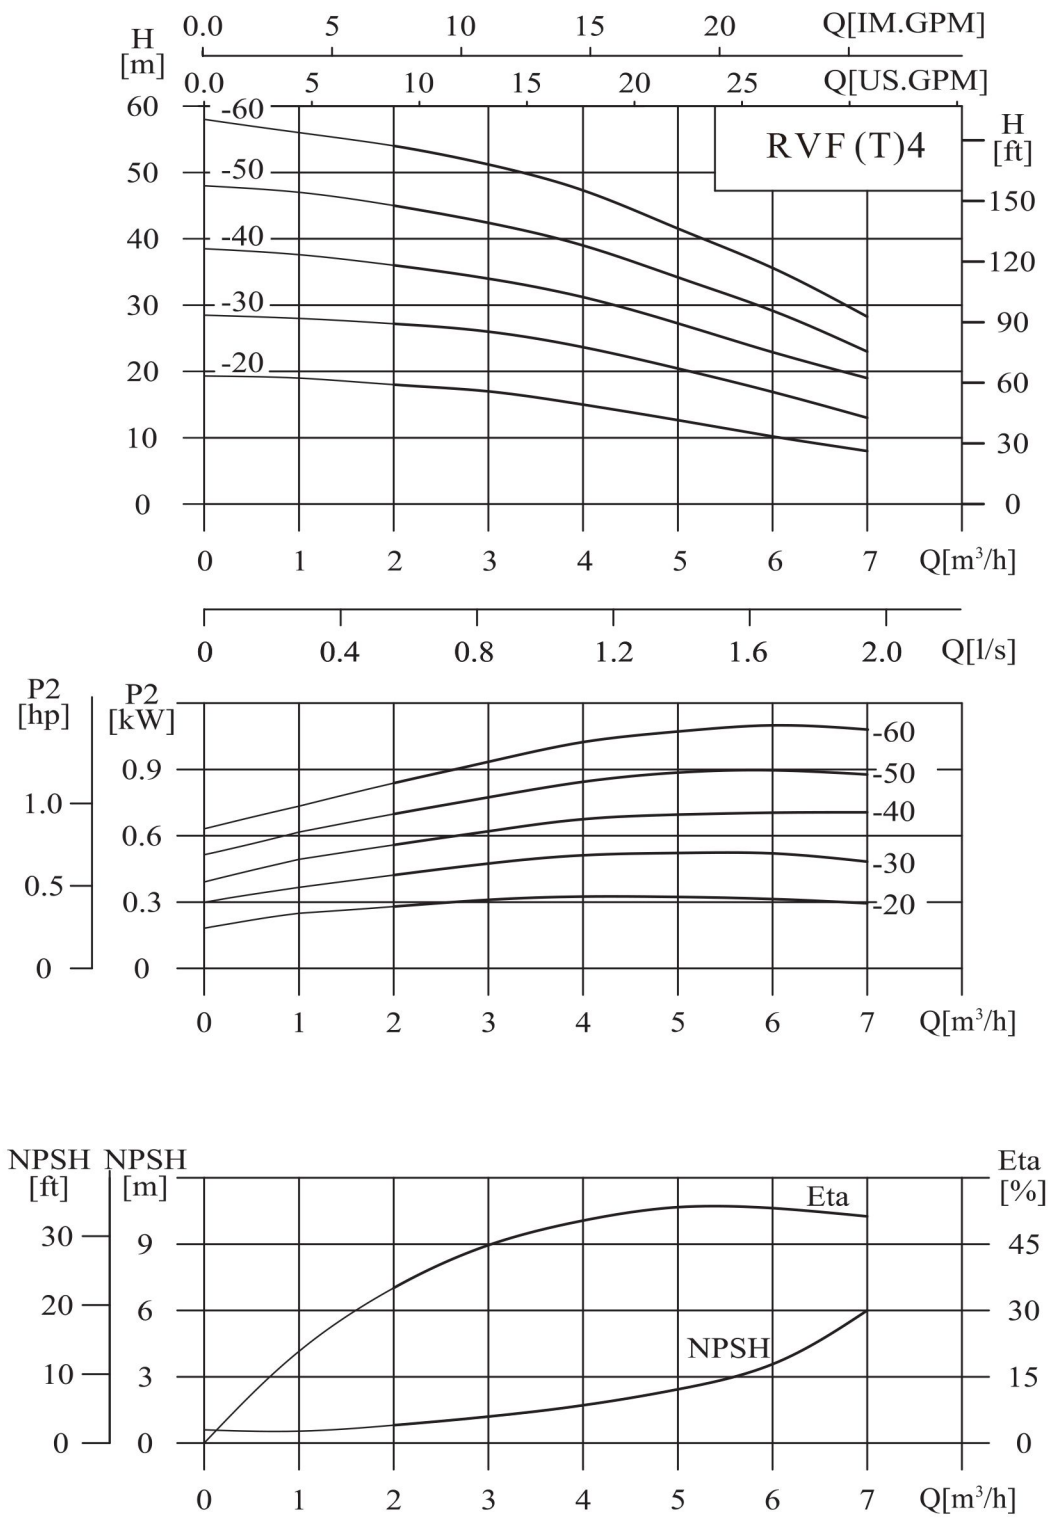 0.0 5 10 15 20 Q[IM.GPM]
H
[m]
0.0 5 10 15 20 25 Q[US.GPM]
60 -60
H
[ft]
RVF (T)4
50 -50
150
40 -40
120
30 -30
90
20 -20
60
10
30
0 0
0 1 2 3 4 5 6 7 Q[m³/h]
0 0.4 0.8 1.2 1.6 2.0 Q[l/s]
P2
[hp]
P2
[kW]
-60
0.9 -50
1.0
-40
0.6
-30
0.5
0.3 -20
0 0
0 1 2 3 4 5 6 7 Q[m³/h]
NPSH
[ft]
NPSH
[m]
Eta
[%]
Eta
30 9 45
20 6 30
NPSH
10 3 15
0 0 0
0 1 2 3 4 5 6 7 Q[m³/h]